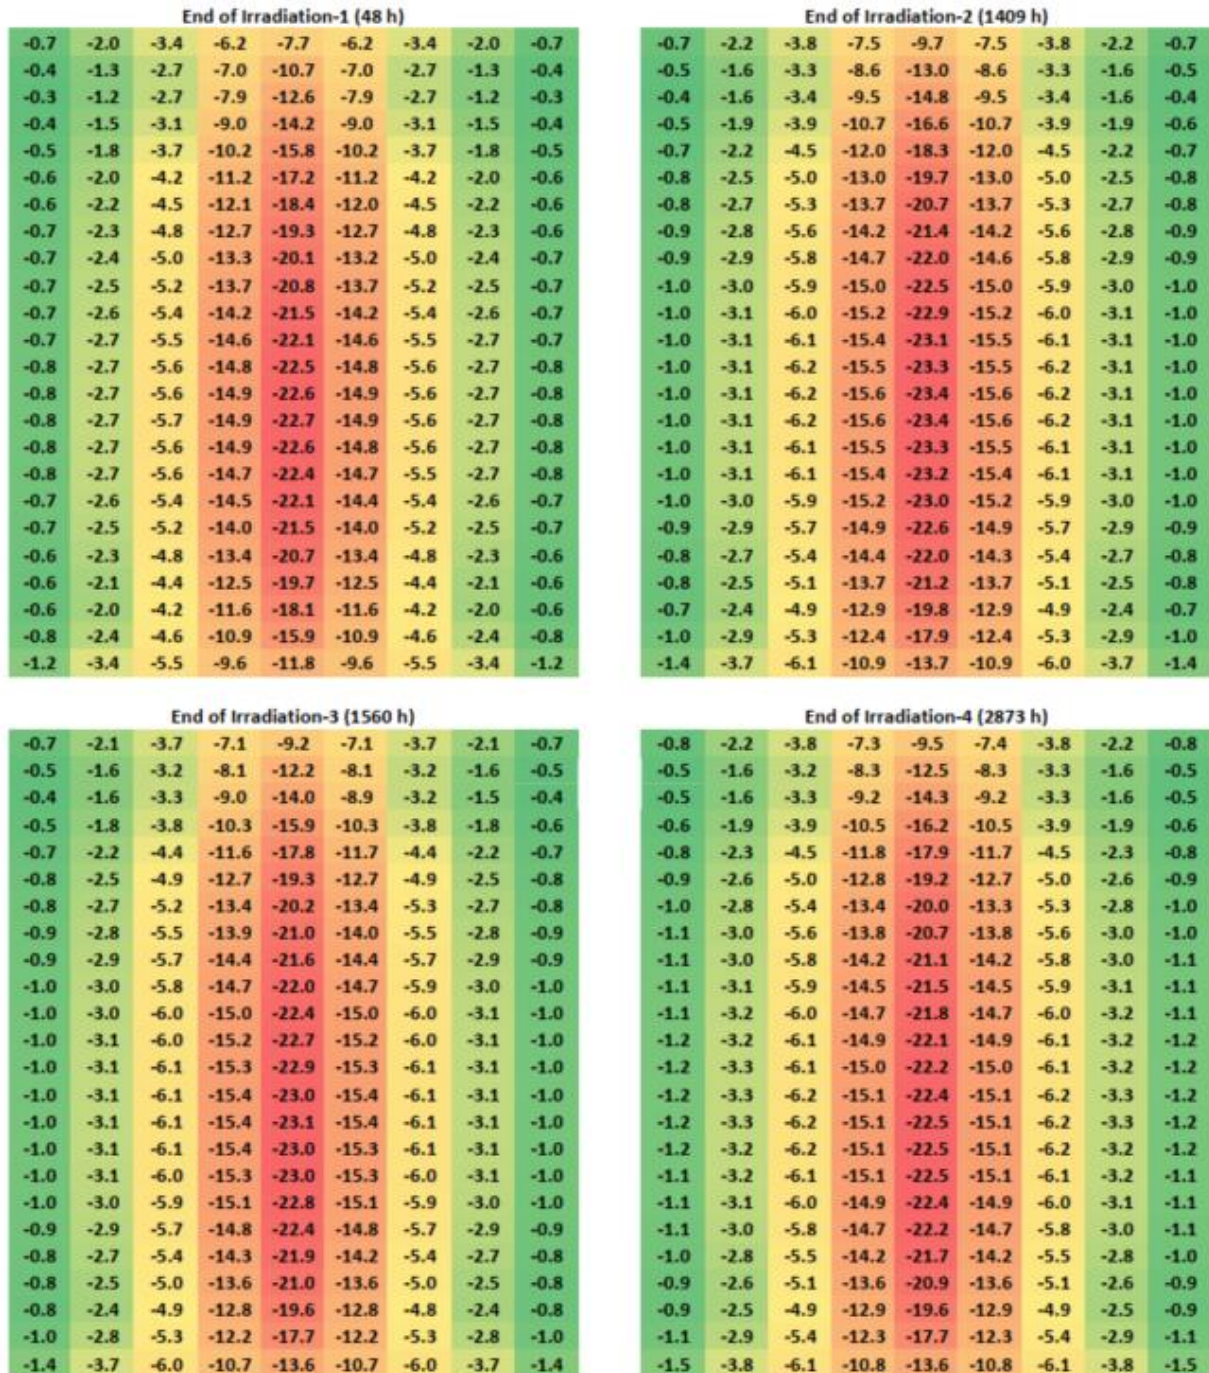 End of Irradiation-1 (48 h)
-0.7 -2.0 -3.4 -6.2 -7.7 -6.2 -3.4 -2.0 -0.7
-0.4 -1.3 -2.7 -7.0 -10.7 -7.0 -2.7 -1.3 -0.4
-0.3 -1.2 -2.7 -7.9 -12.6 -7.9 -2.7 -1.2 -0.3
-0.4 -1.5 -3.1 -9.0 -14.2 -9.0 -3.1 -1.5 -0.4
-0.5 -1.8 -3.7 -10.2 -15.8 -10.2 -3.7 -1.8 -0.5
-0.6 -2.0 -4.2 -11.2 -17.2 -11.2 -4.2 -2.0 -0.6
-0.6 -2.2 -4.5 -12.1 -18.4 -12.0 -4.5 -2.2 -0.6
-0.7 -2.3 -4.8 -12.7 -19.3 -12.7 -4.8 -2.3 -0.6
-0.7 -2.4 -5.0 -13.3 -20.1 -13.2 -5.0 -2.4 -0.7
-0.7 -2.5 -5.2 -13.7 -20.8 -13.7 -5.2 -2.5 -0.7
-0.7 -2.6 -5.4 -14.2 -21.5 -14.2 -5.4 -2.6 -0.7
-0.7 -2.7 -5.5 -14.6 -22.1 -14.6 -5.5 -2.7 -0.7
-0.8 -2.7 -5.6 -14.8 -22.5 -14.8 -5.6 -2.7 -0.8
-0.8 -2.7 -5.6 -14.9 -22.6 -14.9 -5.6 -2.7 -0.8
-0.8 -2.7 -5.7 -14.9 -22.7 -14.9 -5.6 -2.7 -0.8
-0.8 -2.7 -5.6 -14.9 -22.6 -14.8 -5.6 -2.7 -0.8
-0.8 -2.7 -5.6 -14.7 -22.4 -14.7 -5.5 -2.7 -0.8
-0.7 -2.6 -5.4 -14.5 -22.1 -14.4 -5.4 -2.6 -0.7
-0.7 -2.5 -5.2 -14.0 -21.5 -14.0 -5.2 -2.5 -0.7
-0.6 -2.3 -4.8 -13.4 -20.7 -13.4 -4.8 -2.3 -0.6
-0.6 -2.1 -4.4 -12.5 -19.7 -12.5 -4.4 -2.1 -0.6
-0.6 -2.0 -4.2 -11.6 -18.1 -11.6 -4.2 -2.0 -0.6
-0.8 -2.4 -4.6 -10.9 -15.9 -10.9 -4.6 -2.4 -0.8
-1.2 -3.4 -5.5 -9.6 -11.8 -9.6 -5.5 -3.4 -1.2
End of Irradiation-2 (1409 h)
-0.7 -2.2 -3.8 -7.5 -9.7 -7.5 -3.8 -2.2 -0.7
-0.5 -1.6 -3.3 -8.6 -13.0 -8.6 -3.3 -1.6 -0.5
-0.4 -1.6 -3.4 -9.5 -14.8 -9.5 -3.4 -1.6 -0.4
-0.5 -1.9 -3.9 -10.7 -16.6 -10.7 -3.9 -1.9 -0.6
-0.7 -2.2 -4.5 -12.0 -18.3 -12.0 -4.5 -2.2 -0.7
-0.8 -2.5 -5.0 -13.0 -19.7 -13.0 -5.0 -2.5 -0.8
-0.8 -2.7 -5.3 -13.7 -20.7 -13.7 -5.3 -2.7 -0.8
-0.9 -2.8 -5.6 -14.2 -21.4 -14.2 -5.6 -2.8 -0.9
-0.9 -2.9 -5.8 -14.7 -22.0 -14.6 -5.8 -2.9 -0.9
-1.0 -3.0 -5.9 -15.0 -22.5 -15.0 -5.9 -3.0 -1.0
-1.0 -3.1 -6.0 -15.2 -22.9 -15.2 -6.0 -3.1 -1.0
-1.0 -3.1 -6.1 -15.4 -23.1 -15.5 -6.1 -3.1 -1.0
-1.0 -3.1 -6.2 -15.5 -23.3 -15.5 -6.2 -3.1 -1.0
-1.0 -3.1 -6.2 -15.6 -23.4 -15.6 -6.2 -3.1 -1.0
-1.0 -3.1 -6.2 -15.6 -23.4 -15.6 -6.2 -3.1 -1.0
-1.0 -3.1 -6.1 -15.5 -23.3 -15.5 -6.1 -3.1 -1.0
-1.0 -3.1 -6.1 -15.4 -23.2 -15.4 -6.1 -3.1 -1.0
-1.0 -3.0 -5.9 -15.2 -23.0 -15.2 -5.9 -3.0 -1.0
-0.9 -2.9 -5.7 -14.9 -22.6 -14.9 -5.7 -2.9 -0.9
-0.8 -2.7 -5.4 -14.4 -22.0 -14.3 -5.4 -2.7 -0.8
-0.8 -2.5 -5.1 -13.7 -21.2 -13.7 -5.1 -2.5 -0.8
-0.7 -2.4 -4.9 -12.9 -19.8 -12.9 -4.9 -2.4 -0.7
-1.0 -2.9 -5.3 -12.4 -17.9 -12.4 -5.3 -2.9 -1.0
-1.4 -3.7 -6.1 -10.9 -13.7 -10.9 -6.0 -3.7 -1.4
End of Irradiation-3 (1560 h)
-0.7 -2.1 -3.7 -7.1 -9.2 -7.1 -3.7 -2.1 -0.7
-0.5 -1.6 -3.2 -8.1 -12.2 -8.1 -3.2 -1.6 -0.5
-0.4 -1.6 -3.3 -9.0 -14.0 -8.9 -3.2 -1.5 -0.4
-0.5 -1.8 -3.8 -10.3 -15.9 -10.3 -3.8 -1.8 -0.6
-0.7 -2.2 -4.4 -11.6 -17.8 -11.7 -4.4 -2.2 -0.7
-0.8 -2.5 -4.9 -12.7 -19.3 -12.7 -4.9 -2.5 -0.8
-0.8 -2.7 -5.2 -13.4 -20.2 -13.4 -5.3 -2.7 -0.8
-0.9 -2.8 -5.5 -13.9 -21.0 -14.0 -5.5 -2.8 -0.9
-0.9 -2.9 -5.7 -14.4 -21.6 -14.4 -5.7 -2.9 -0.9
-1.0 -3.0 -5.8 -14.7 -22.0 -14.7 -5.9 -3.0 -1.0
-1.0 -3.0 -6.0 -15.0 -22.4 -15.0 -6.0 -3.1 -1.0
-1.0 -3.1 -6.0 -15.2 -22.7 -15.2 -6.0 -3.1 -1.0
-1.0 -3.1 -6.1 -15.3 -22.9 -15.3 -6.1 -3.1 -1.0
-1.0 -3.1 -6.1 -15.4 -23.0 -15.4 -6.1 -3.1 -1.0
-1.0 -3.1 -6.1 -15.4 -23.1 -15.4 -6.1 -3.1 -1.0
-1.0 -3.1 -6.1 -15.4 -23.0 -15.3 -6.1 -3.1 -1.0
-1.0 -3.1 -6.0 -15.3 -23.0 -15.3 -6.0 -3.1 -1.0
-1.0 -3.0 -5.9 -15.1 -22.8 -15.1 -5.9 -3.0 -1.0
-0.9 -2.9 -5.7 -14.8 -22.4 -14.8 -5.7 -2.9 -0.9
-0.8 -2.7 -5.4 -14.3 -21.9 -14.2 -5.4 -2.7 -0.8
-0.8 -2.5 -5.0 -13.6 -21.0 -13.6 -5.0 -2.5 -0.8
-0.8 -2.4 -4.9 -12.8 -19.6 -12.8 -4.8 -2.4 -0.8
-1.0 -2.8 -5.3 -12.2 -17.7 -12.2 -5.3 -2.8 -1.0
-1.4 -3.7 -6.0 -10.7 -13.6 -10.7 -6.0 -3.7 -1.4
End of Irradiation-4 (2873 h)
-0.8 -2.2 -3.8 -7.3 -9.5 -7.4 -3.8 -2.2 -0.8
-0.5 -1.6 -3.2 -8.3 -12.5 -8.3 -3.3 -1.6 -0.5
-0.5 -1.6 -3.3 -9.2 -14.3 -9.2 -3.3 -1.6 -0.5
-0.6 -1.9 -3.9 -10.5 -16.2 -10.5 -3.9 -1.9 -0.6
-0.8 -2.3 -4.5 -11.8 -17.9 -11.7 -4.5 -2.3 -0.8
-0.9 -2.6 -5.0 -12.8 -19.2 -12.7 -5.0 -2.6 -0.9
-1.0 -2.8 -5.4 -13.4 -20.0 -13.3 -5.3 -2.8 -1.0
-1.1 -3.0 -5.6 -13.8 -20.7 -13.8 -5.6 -3.0 -1.0
-1.1 -3.0 -5.8 -14.2 -21.1 -14.2 -5.8 -3.0 -1.1
-1.1 -3.1 -5.9 -14.5 -21.5 -14.5 -5.9 -3.1 -1.1
-1.1 -3.2 -6.0 -14.7 -21.8 -14.7 -6.0 -3.2 -1.1
-1.2 -3.2 -6.1 -14.9 -22.1 -14.9 -6.1 -3.2 -1.2
-1.2 -3.3 -6.1 -15.0 -22.2 -15.0 -6.1 -3.2 -1.2
-1.2 -3.3 -6.2 -15.1 -22.4 -15.1 -6.2 -3.3 -1.2
-1.2 -3.3 -6.2 -15.1 -22.5 -15.1 -6.2 -3.3 -1.2
-1.2 -3.2 -6.2 -15.1 -22.5 -15.1 -6.2 -3.2 -1.2
-1.1 -3.2 -6.1 -15.1 -22.5 -15.1 -6.1 -3.2 -1.1
-1.1 -3.1 -6.0 -14.9 -22.4 -14.9 -6.0 -3.1 -1.1
-1.1 -3.0 -5.8 -14.7 -22.2 -14.7 -5.8 -3.0 -1.1
-1.0 -2.8 -5.5 -14.2 -21.7 -14.2 -5.5 -2.8 -1.0
-0.9 -2.6 -5.1 -13.6 -20.9 -13.6 -5.1 -2.6 -0.9
-0.9 -2.5 -4.9 -12.9 -19.6 -12.9 -4.9 -2.5 -0.9
-1.1 -2.9 -5.4 -12.3 -17.7 -12.3 -5.4 -2.9 -1.1
-1.5 -3.8 -6.1 -10.8 -13.6 -10.8 -6.1 -3.8 -1.5